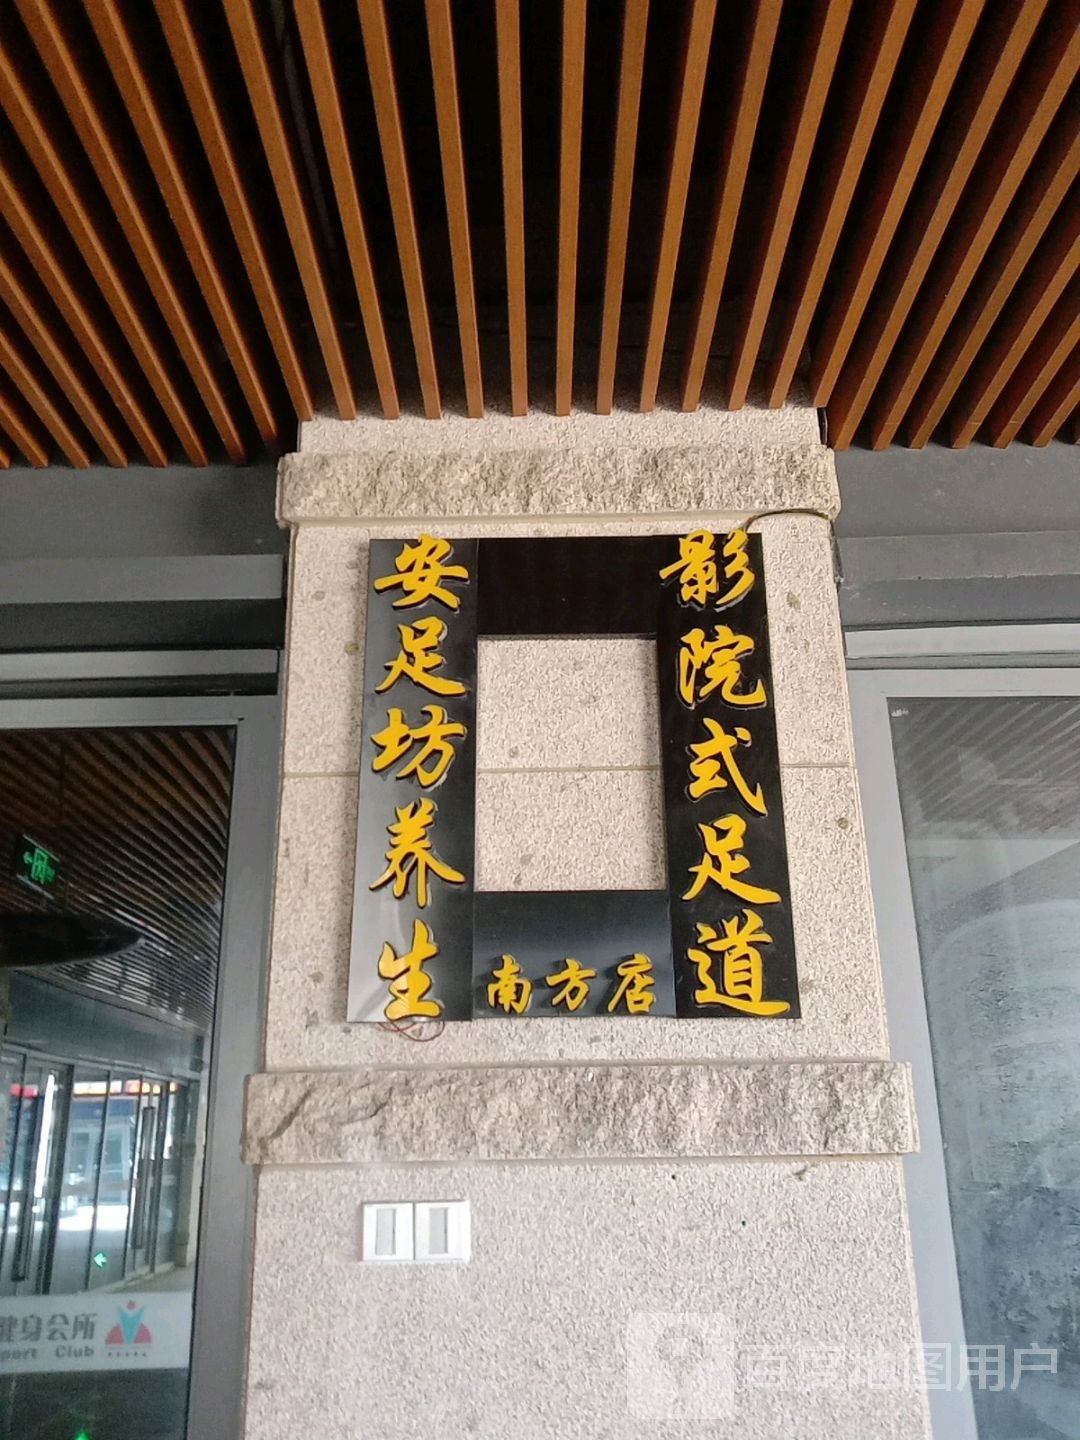 安足坊养生
影院式足道
南方店
健身会所
port Club
百度地图用户